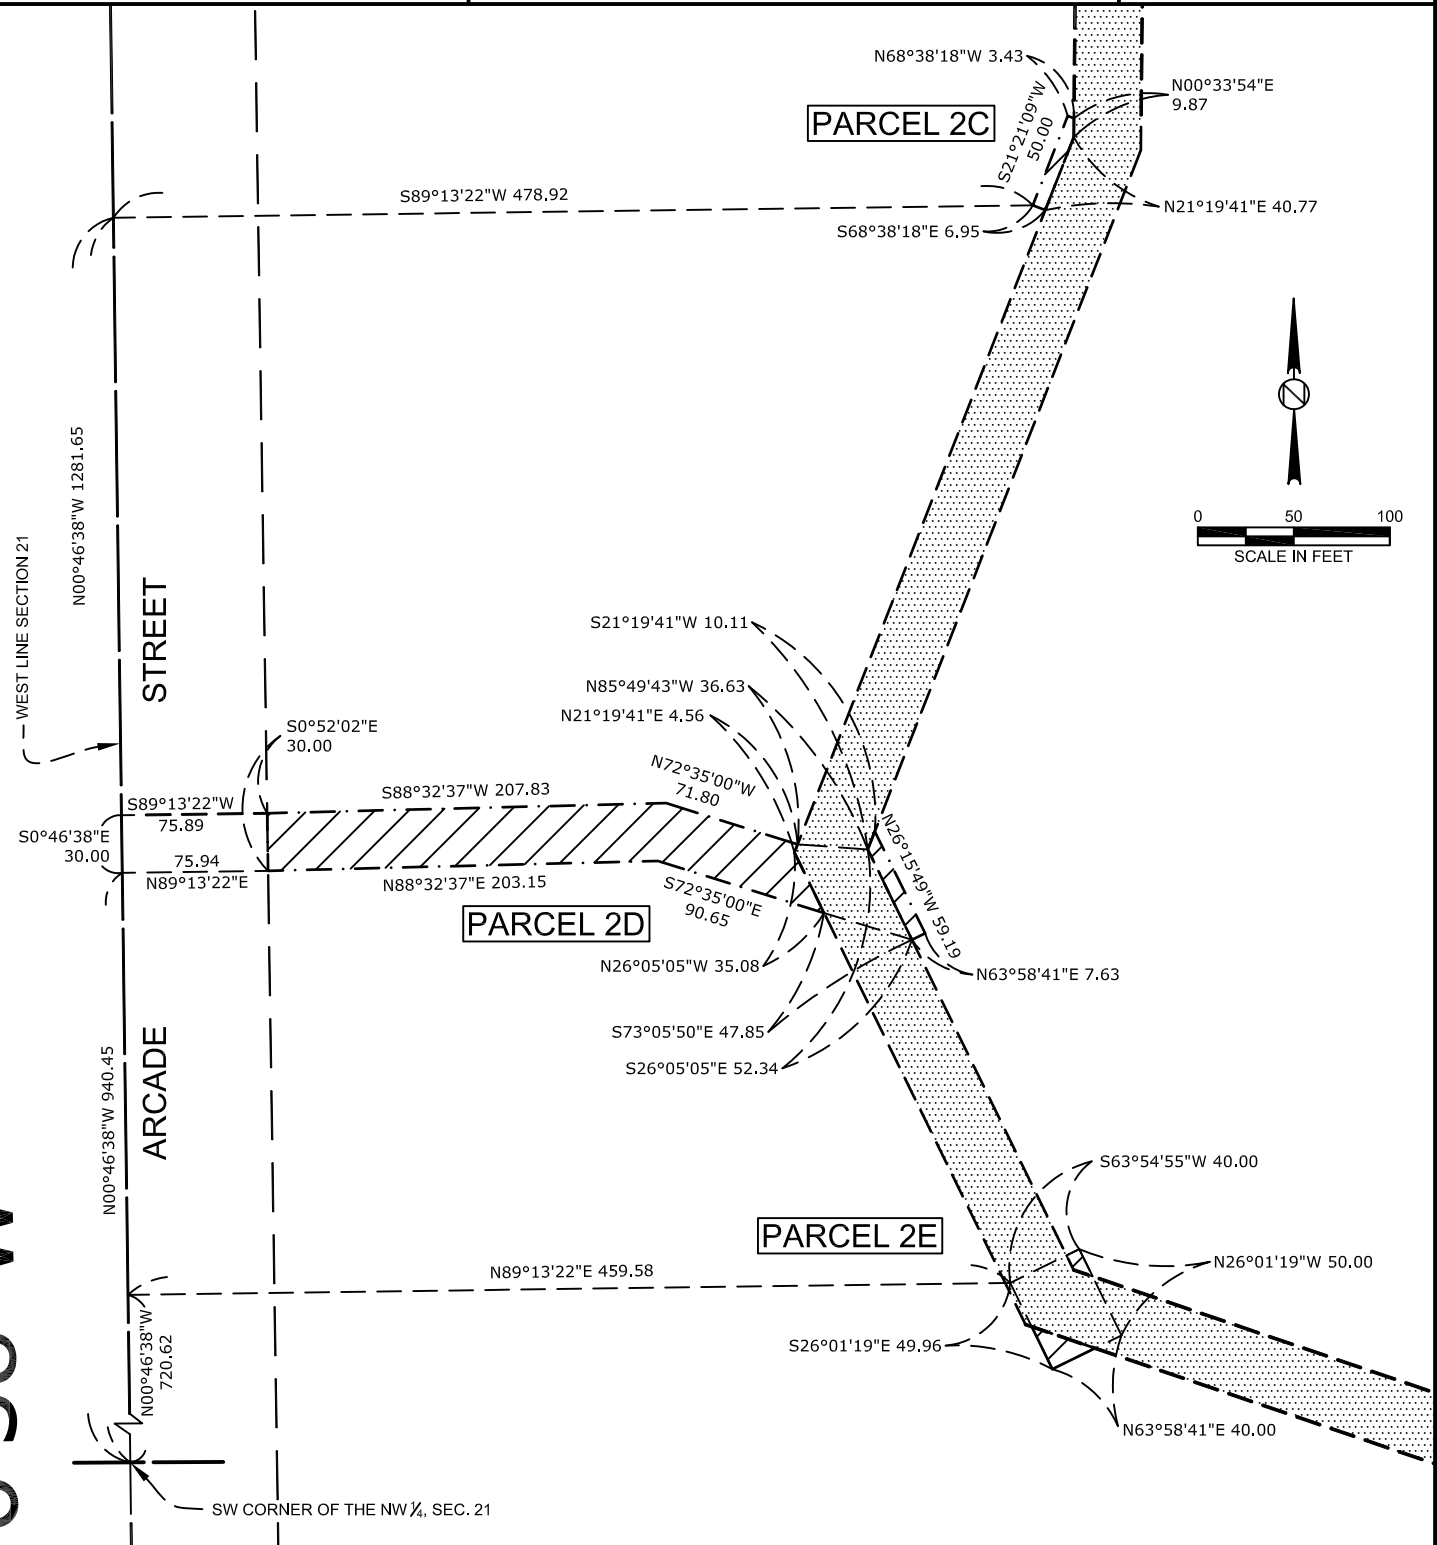 N68°38'18"W 3.43
N00°33'54"E
9.87
PARCEL 2C
S21°21'09"W
50.00
S89°13'22"W 478.92
N21°19'41"E 40.77
S68°38'18"E 6.95
N00°46'38"W 1281.65
0 50 100
SCALE IN FEET
WEST LINE SECTION 21
STREET
S21°19'41"W 10.11
N85°49'43"W 36.63
N21°19'41"E 4.56
S0°52'02"E
30.00
N72°35'00"W
71.80
S88°32'37"W 207.83
S89°13'22"W
75.89
S0°46'38"E
30.00
75.94
N89°13'22"E
N88°32'37"E 203.15
S72°35'00"E
90.65
N26°15'49"W 59.19
PARCEL 2D
N26°05'05"W 35.08
N63°58'41"E 7.63
S73°05'50"E 47.85
S26°05'05"E 52.34
N00°46'38"W 940.45
ARCADE
S63°54'55"W 40.00
PARCEL 2E
N26°01'19"W 50.00
N89°13'22"E 459.58
S26°01'19"E 49.96
N00°46'38"W
720.62
N63°58'41"E 40.00
SW CORNER OF THE NW ¼, SEC. 21